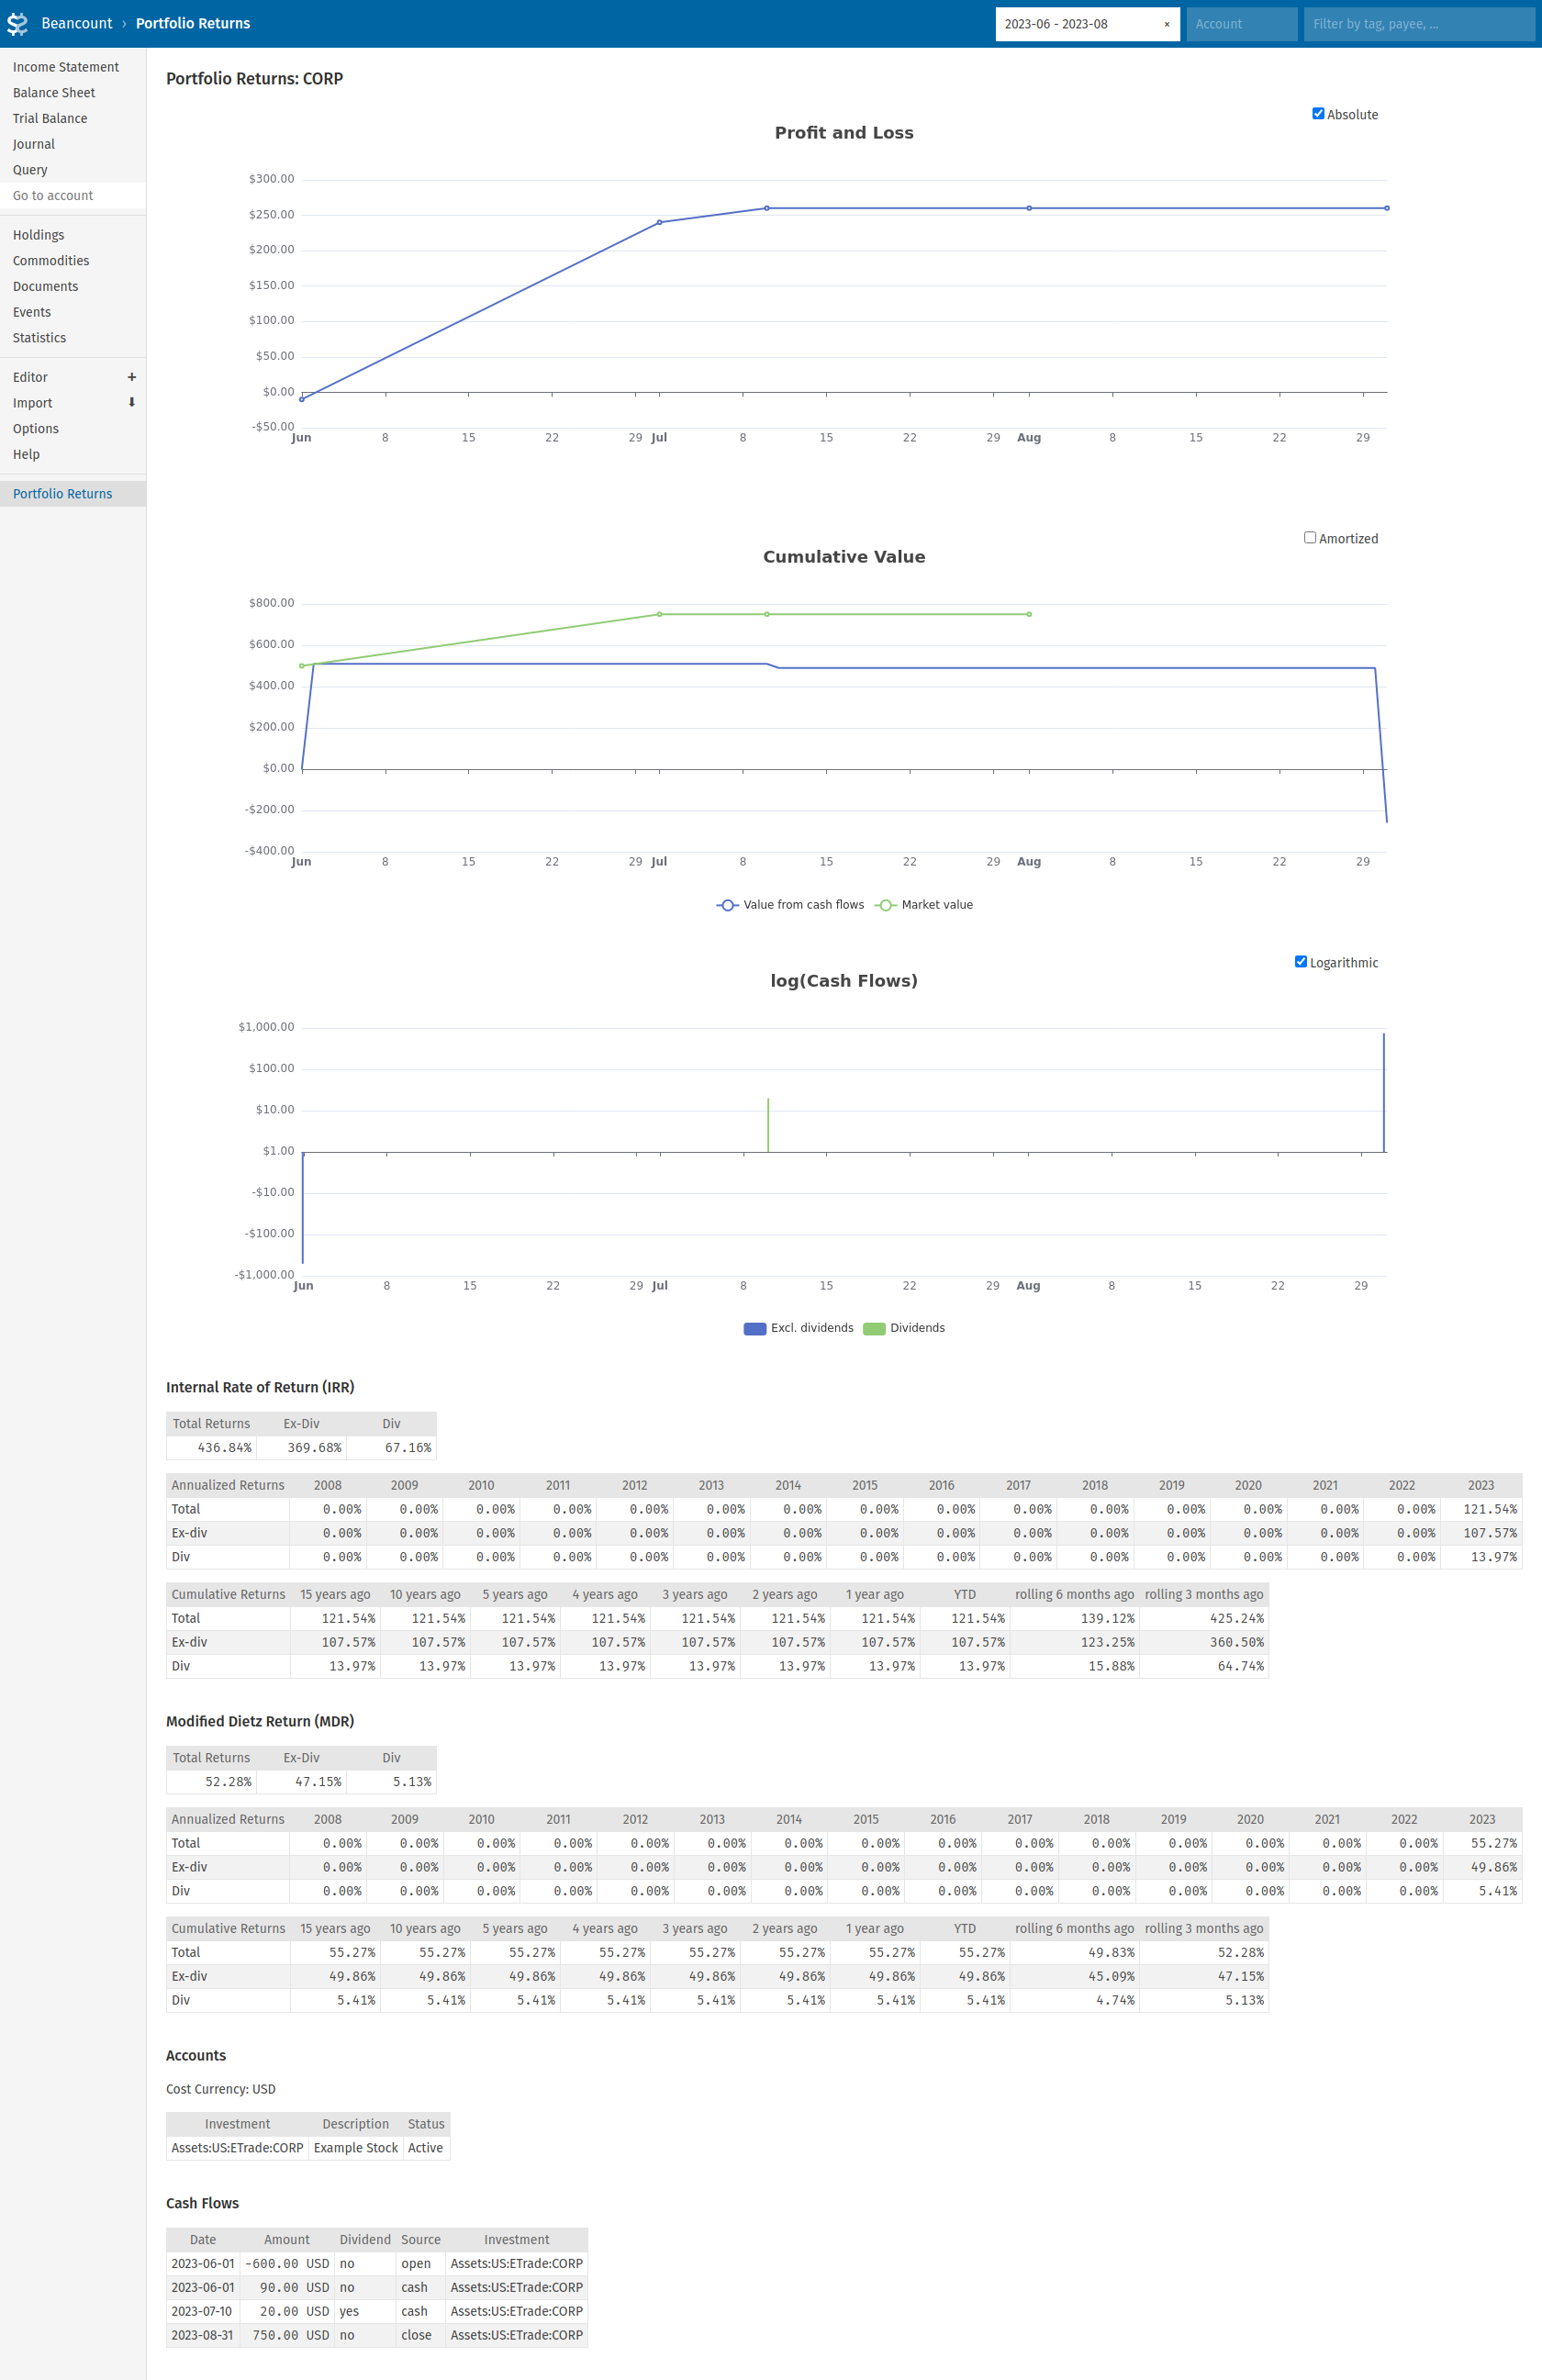 Beancount › Portfolio Returns
2023-06 - 2023-08 ×
Account
Filter by tag, payee, ...
Income Statement
Balance Sheet
Trial Balance
Journal
Query
Go to account
Holdings
Commodities
Documents
Events
Statistics
Editor +
Import ⬇
Options
Help
Portfolio Returns
Portfolio Returns: CORP
Absolute
Profit and Loss
$300.00
$250.00
$200.00
$150.00
$100.00
$50.00
$0.00
-$50.00
Jun 8 15 22 29 Jul 8 15 22 29 Aug 8 15 22 29
Amortized
Cumulative Value
$800.00
$600.00
$400.00
$200.00
$0.00
-$200.00
-$400.00
Jun 8 15 22 29 Jul 8 15 22 29 Aug 8 15 22 29
Value from cash flows Market value
Logarithmic
log(Cash Flows)
$1,000.00
$100.00
$10.00
$1.00
-$10.00
-$100.00
-$1,000.00
Jun 8 15 22 29 Jul 8 15 22 29 Aug 8 15 22 29
Excl. dividends Dividends
Internal Rate of Return (IRR)
Total Returns Ex-Div Div
436.84% 369.68% 67.16%
Annualized Returns 2008 2009 2010 2011 2012 2013 2014 2015 2016 2017 2018 2019 2020 2021 2022 2023
Total 0.00% 0.00% 0.00% 0.00% 0.00% 0.00% 0.00% 0.00% 0.00% 0.00% 0.00% 0.00% 0.00% 0.00% 0.00% 121.54%
Ex-div 0.00% 0.00% 0.00% 0.00% 0.00% 0.00% 0.00% 0.00% 0.00% 0.00% 0.00% 0.00% 0.00% 0.00% 0.00% 107.57%
Div 0.00% 0.00% 0.00% 0.00% 0.00% 0.00% 0.00% 0.00% 0.00% 0.00% 0.00% 0.00% 0.00% 0.00% 0.00% 13.97%
Cumulative Returns 15 years ago 10 years ago 5 years ago 4 years ago 3 years ago 2 years ago 1 year ago YTD rolling 6 months ago rolling 3 months ago
Total 121.54% 121.54% 121.54% 121.54% 121.54% 121.54% 121.54% 121.54% 139.12% 425.24%
Ex-div 107.57% 107.57% 107.57% 107.57% 107.57% 107.57% 107.57% 107.57% 123.25% 360.50%
Div 13.97% 13.97% 13.97% 13.97% 13.97% 13.97% 13.97% 13.97% 15.88% 64.74%
Modified Dietz Return (MDR)
Total Returns Ex-Div Div
52.28% 47.15% 5.13%
Annualized Returns 2008 2009 2010 2011 2012 2013 2014 2015 2016 2017 2018 2019 2020 2021 2022 2023
Total 0.00% 0.00% 0.00% 0.00% 0.00% 0.00% 0.00% 0.00% 0.00% 0.00% 0.00% 0.00% 0.00% 0.00% 0.00% 55.27%
Ex-div 0.00% 0.00% 0.00% 0.00% 0.00% 0.00% 0.00% 0.00% 0.00% 0.00% 0.00% 0.00% 0.00% 0.00% 0.00% 49.86%
Div 0.00% 0.00% 0.00% 0.00% 0.00% 0.00% 0.00% 0.00% 0.00% 0.00% 0.00% 0.00% 0.00% 0.00% 0.00% 5.41%
Cumulative Returns 15 years ago 10 years ago 5 years ago 4 years ago 3 years ago 2 years ago 1 year ago YTD rolling 6 months ago rolling 3 months ago
Total 55.27% 55.27% 55.27% 55.27% 55.27% 55.27% 55.27% 55.27% 49.83% 52.28%
Ex-div 49.86% 49.86% 49.86% 49.86% 49.86% 49.86% 49.86% 49.86% 45.09% 47.15%
Div 5.41% 5.41% 5.41% 5.41% 5.41% 5.41% 5.41% 5.41% 4.74% 5.13%
Accounts
Cost Currency: USD
Investment Description Status
Assets:US:ETrade:CORP Example Stock Active
Cash Flows
Date Amount Dividend Source Investment
2023-06-01 -600.00 USD no open Assets:US:ETrade:CORP
2023-06-01 90.00 USD no cash Assets:US:ETrade:CORP
2023-07-10 20.00 USD yes cash Assets:US:ETrade:CORP
2023-08-31 750.00 USD no close Assets:US:ETrade:CORP